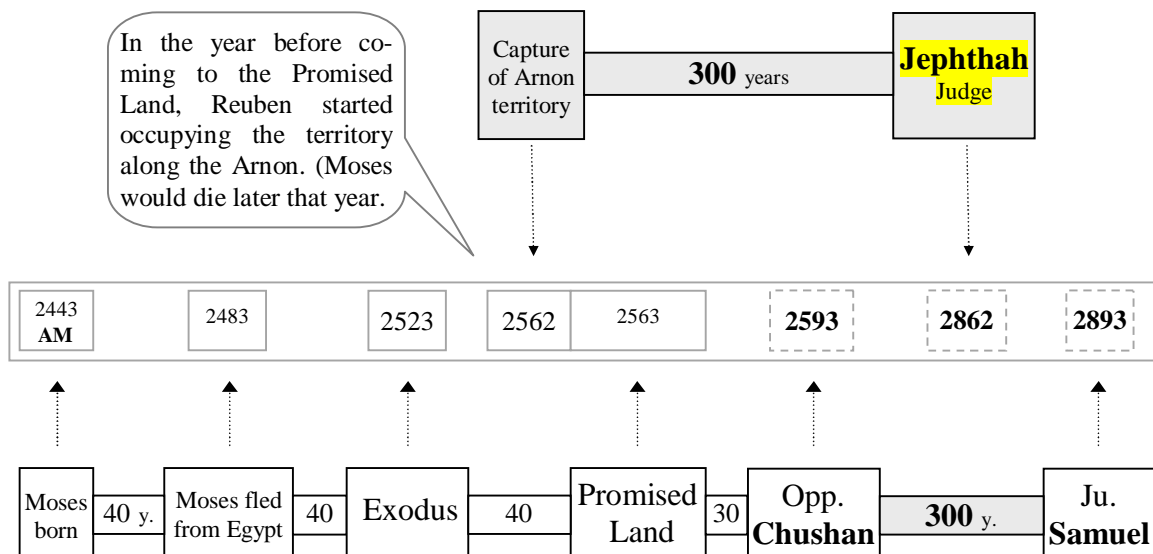 In the year before co-
ming to the Promised
Land, Reuben started
occupying the territory
along the Arnon. (Moses
would die later that year.
Capture
of Arnon
territory
300 years
Jephthah
Judge
2443
AM
2483
2523
2562
2563
2593
2862
2893
Moses
born
40 y.
Moses fled
from Egypt
40
Exodus
40
Promised
Land
30
Opp.
Chushan
300 y.
Ju.
Samuel